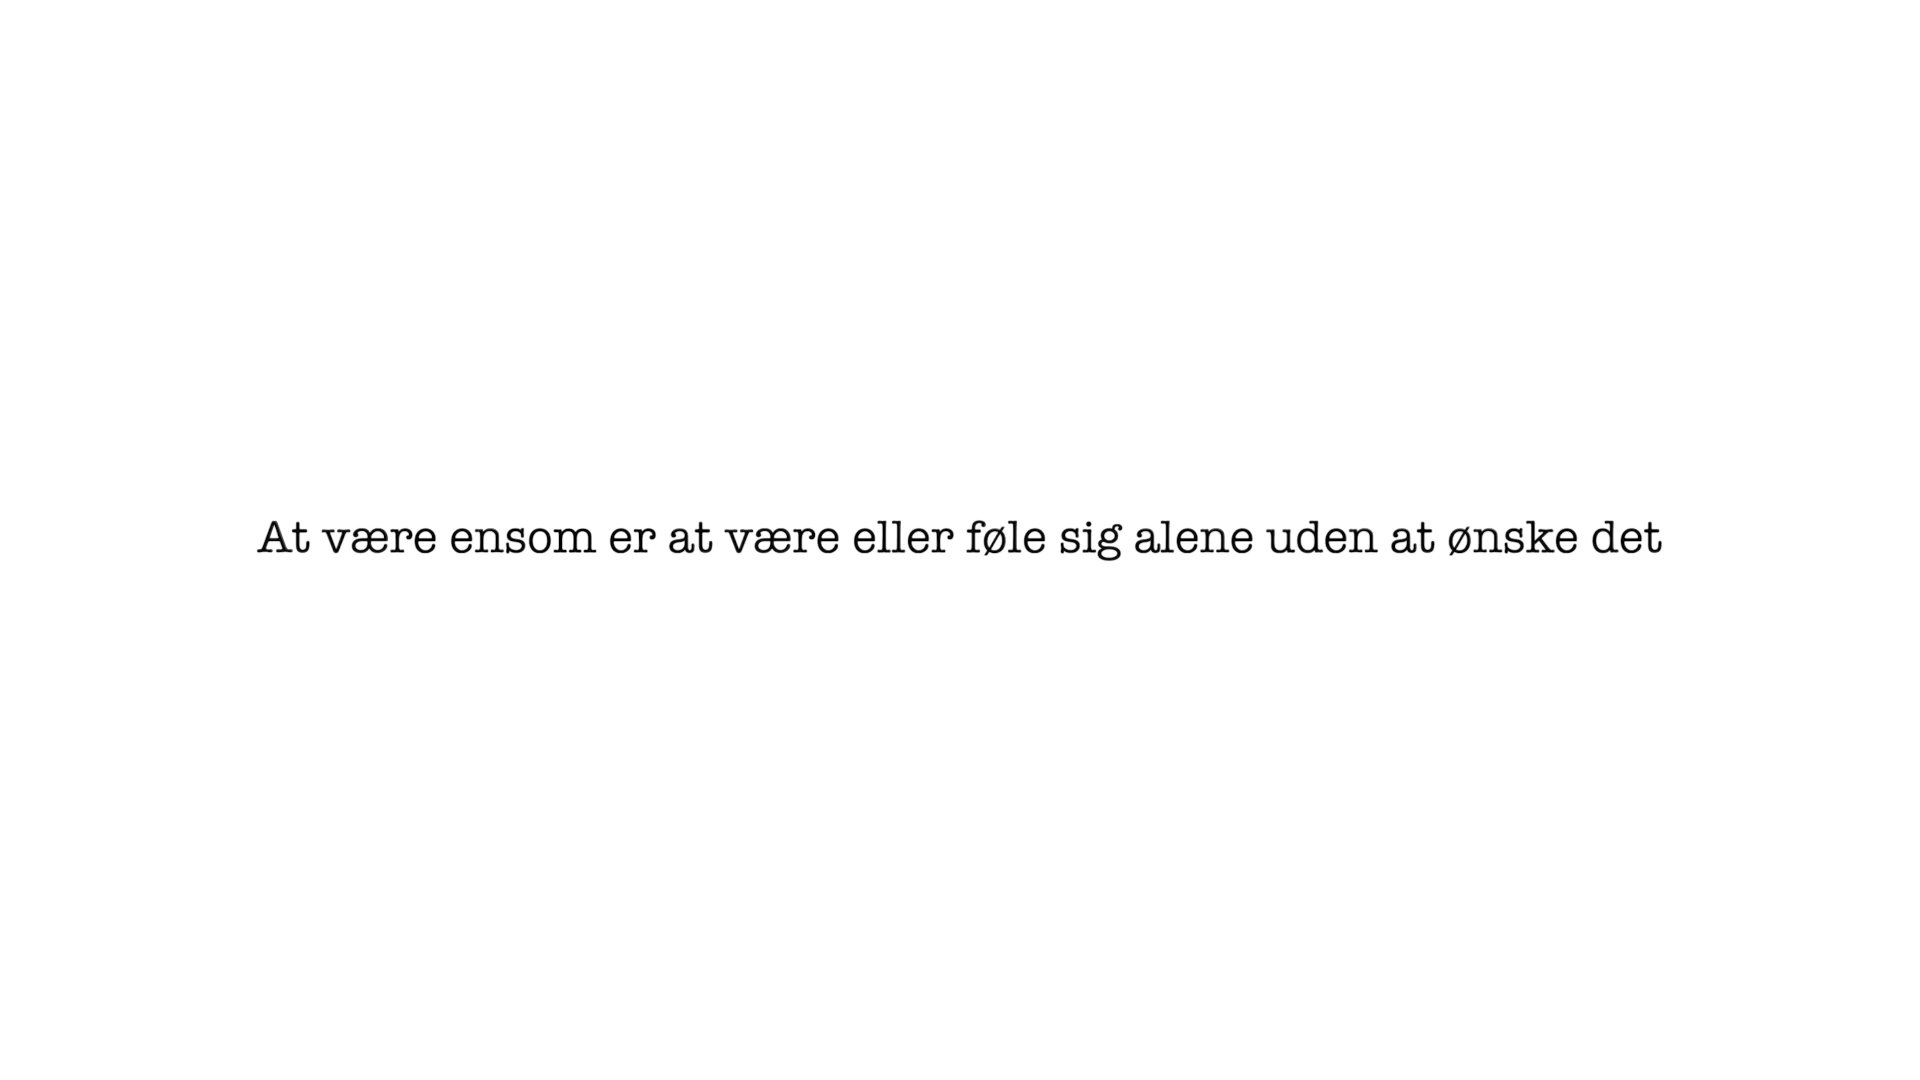 At være ensom er at være eller føle sig alene uden at ønske det